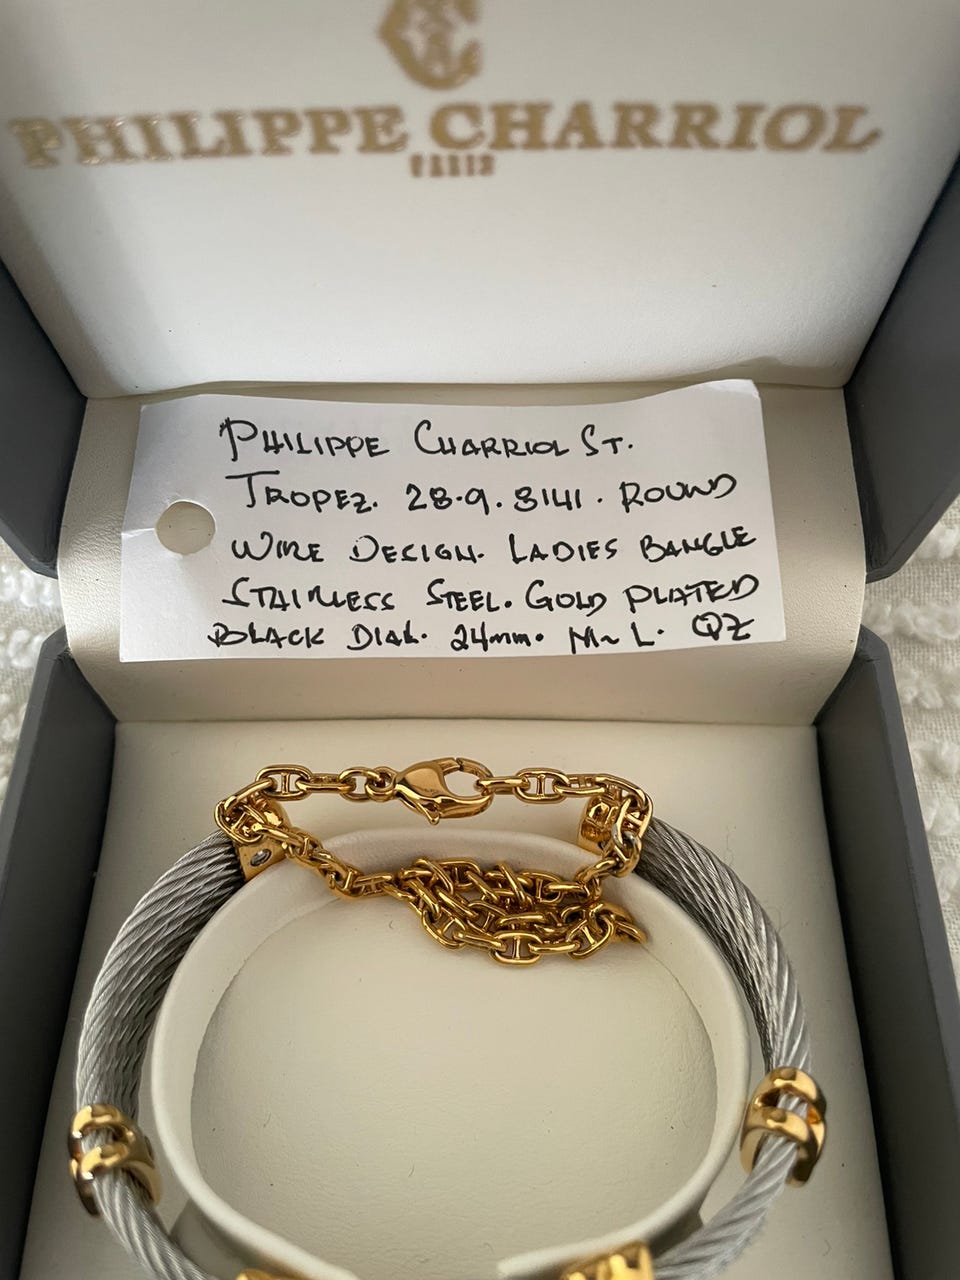 PHILIPPE CHARRIOL
PARIS
PHILIPPE CHARRIOL ST.
TROPEZ. 28.9.8141. ROUND
WIRE DESIGN. LADIES BANGLE
STAINLESS STEEL. GOLD PLATED
BLACK DIAL. 24mm. M~L. QZ